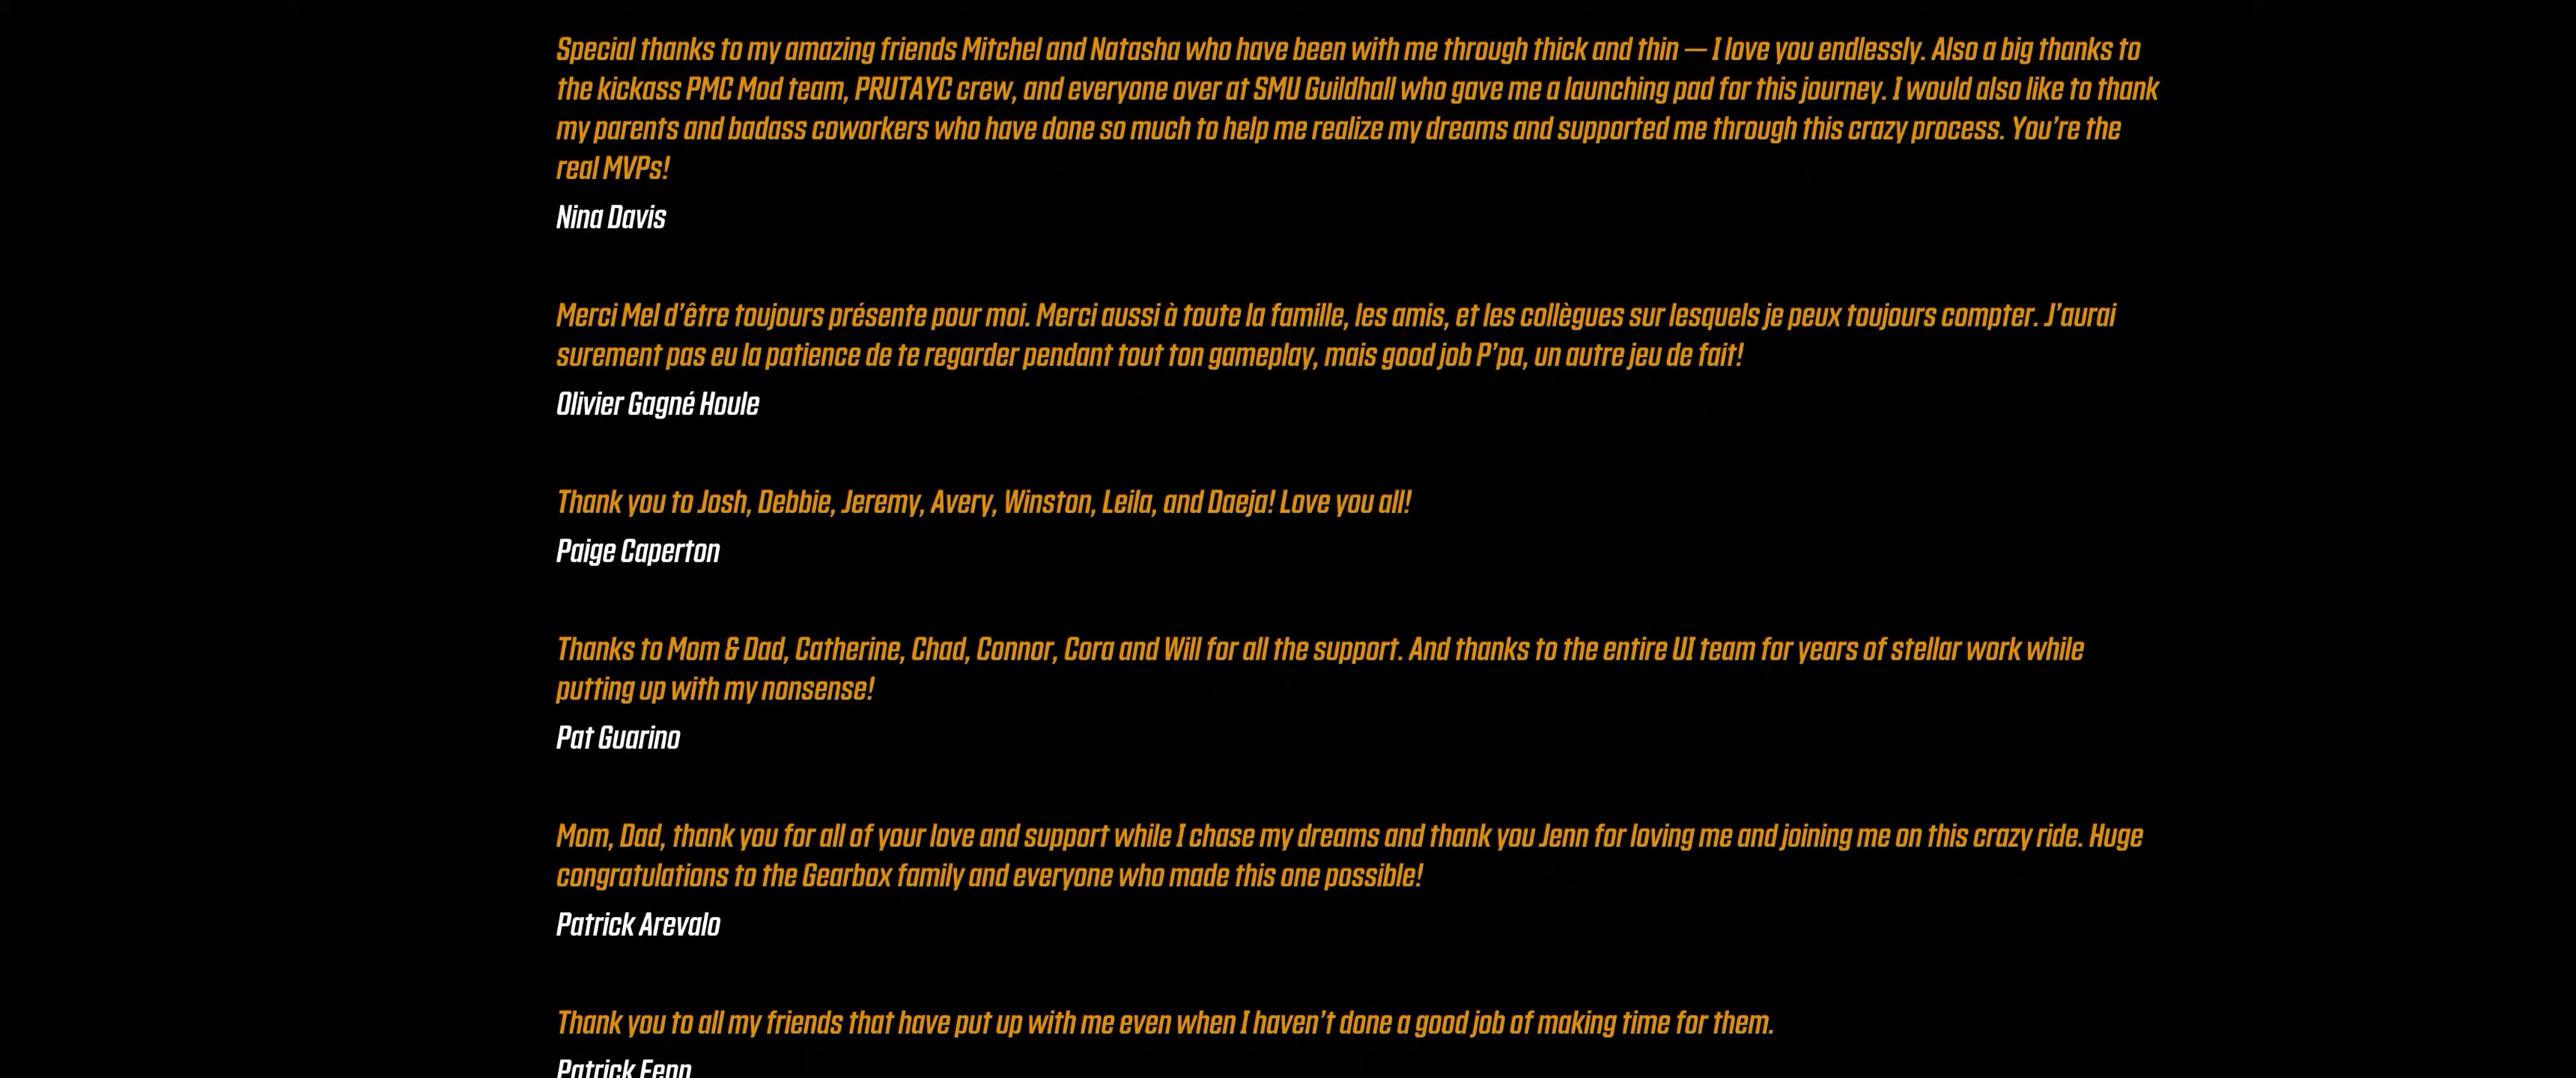 Special thanks to my amazing friends Mitchel and Natasha who have been with me through thick and thin — I love you endlessly. Also a big thanks to
the kickass PMC Mod team, PRUTAYC crew, and everyone over at SMU Guildhall who gave me a launching pad for this journey. I would also like to thank
my parents and badass coworkers who have done so much to help me realize my dreams and supported me through this crazy process. You're the
real MVPs!
Nina Davis
Merci Mel d'être toujours présente pour moi. Merci aussi à toute la famille, les amis, et les collègues sur lesquels je peux toujours compter. J'aurai
surement pas eu la patience de te regarder pendant tout ton gameplay, mais good job P'pa, un autre jeu de fait!
Olivier Gagné Houle
Thank you to Josh, Debbie, Jeremy, Avery, Winston, Leila, and Daeja! Love you all!
Paige Caperton
Thanks to Mom & Dad, Catherine, Chad, Connor, Cora and Will for all the support. And thanks to the entire UI team for years of stellar work while
putting up with my nonsense!
Pat Guarino
Mom, Dad, thank you for all of your love and support while I chase my dreams and thank you Jenn for loving me and joining me on this crazy ride. Huge
congratulations to the Gearbox family and everyone who made this one possible!
Patrick Arevalo
Thank you to all my friends that have put up with me even when I haven't done a good job of making time for them.
Patrick